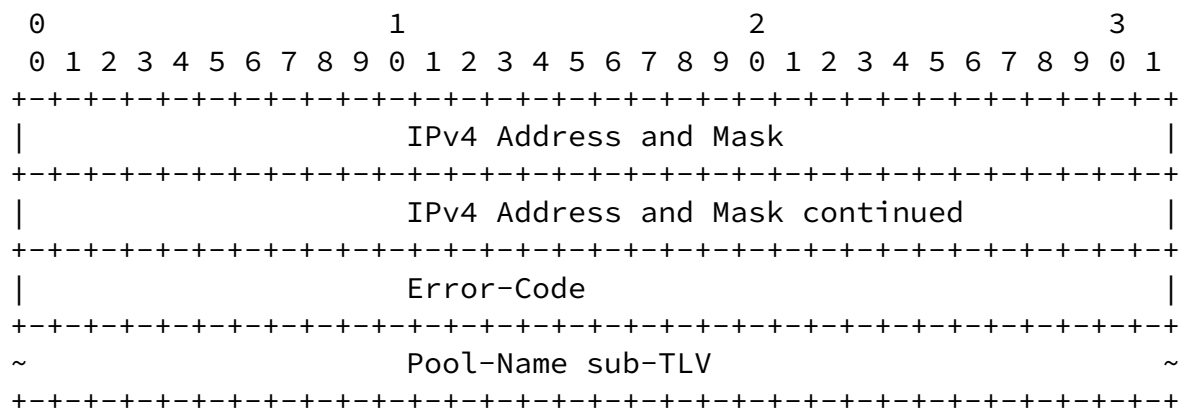 0                   1                   2                   3
 0 1 2 3 4 5 6 7 8 9 0 1 2 3 4 5 6 7 8 9 0 1 2 3 4 5 6 7 8 9 0 1
+-+-+-+-+-+-+-+-+-+-+-+-+-+-+-+-+-+-+-+-+-+-+-+-+-+-+-+-+-+-+-+-+
|                     IPv4 Address and Mask                     |
+-+-+-+-+-+-+-+-+-+-+-+-+-+-+-+-+-+-+-+-+-+-+-+-+-+-+-+-+-+-+-+-+
|                     IPv4 Address and Mask continued           |
+-+-+-+-+-+-+-+-+-+-+-+-+-+-+-+-+-+-+-+-+-+-+-+-+-+-+-+-+-+-+-+-+
|                     Error-Code                                |
+-+-+-+-+-+-+-+-+-+-+-+-+-+-+-+-+-+-+-+-+-+-+-+-+-+-+-+-+-+-+-+-+
~                     Pool-Name sub-TLV                         ~
+-+-+-+-+-+-+-+-+-+-+-+-+-+-+-+-+-+-+-+-+-+-+-+-+-+-+-+-+-+-+-+-+